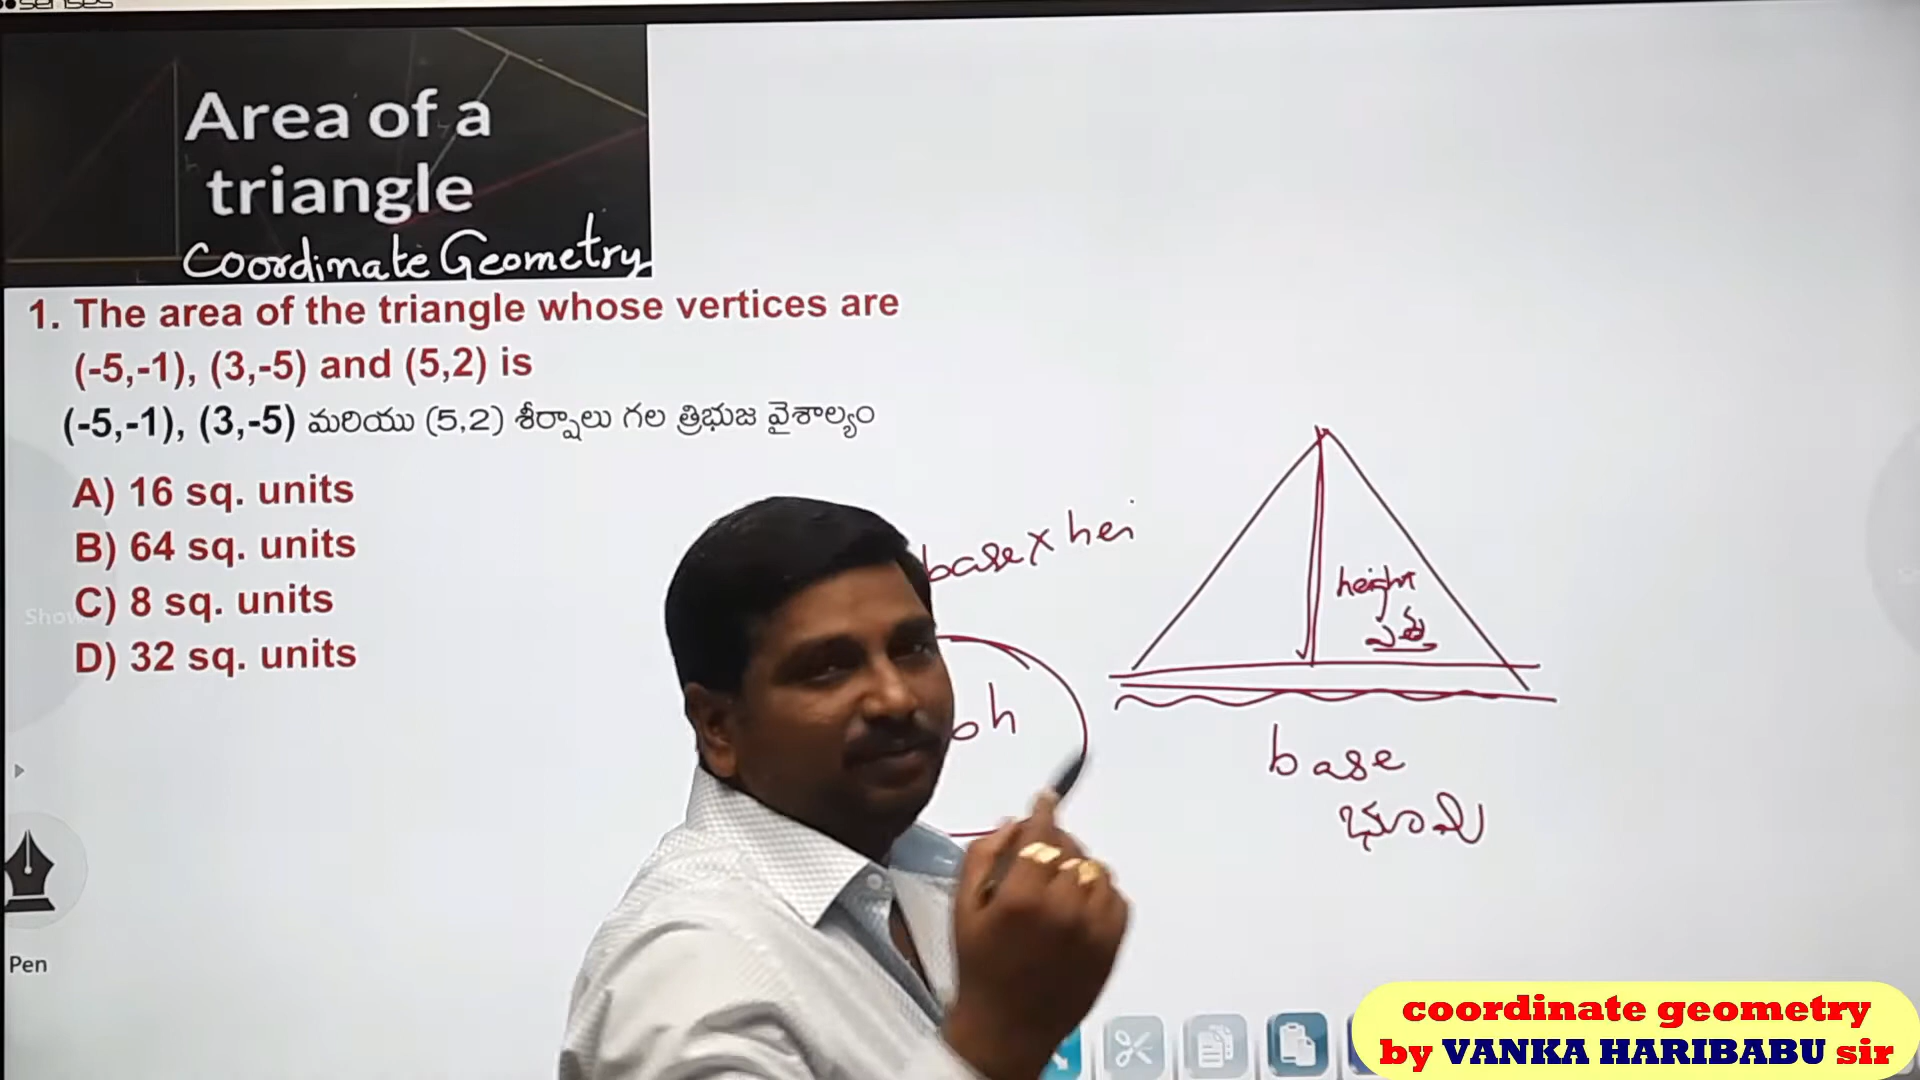 Area of a
triangle
Coordinate Geometry
1. The area of the triangle whose vertices are
(-5,-1), (3,-5) and (5,2) is
(-5,-1), (3,-5) మరియు (5,2) శీర్షాలు గల త్రిభుజ వైశాల్యం
A) 16 sq. units
B) 64 sq. units
C) 8 sq. units
D) 32 sq. units
base × hei
height
bh
base
భూమి
Pen
coordinate geometry
by VANKA HARIBABU sir